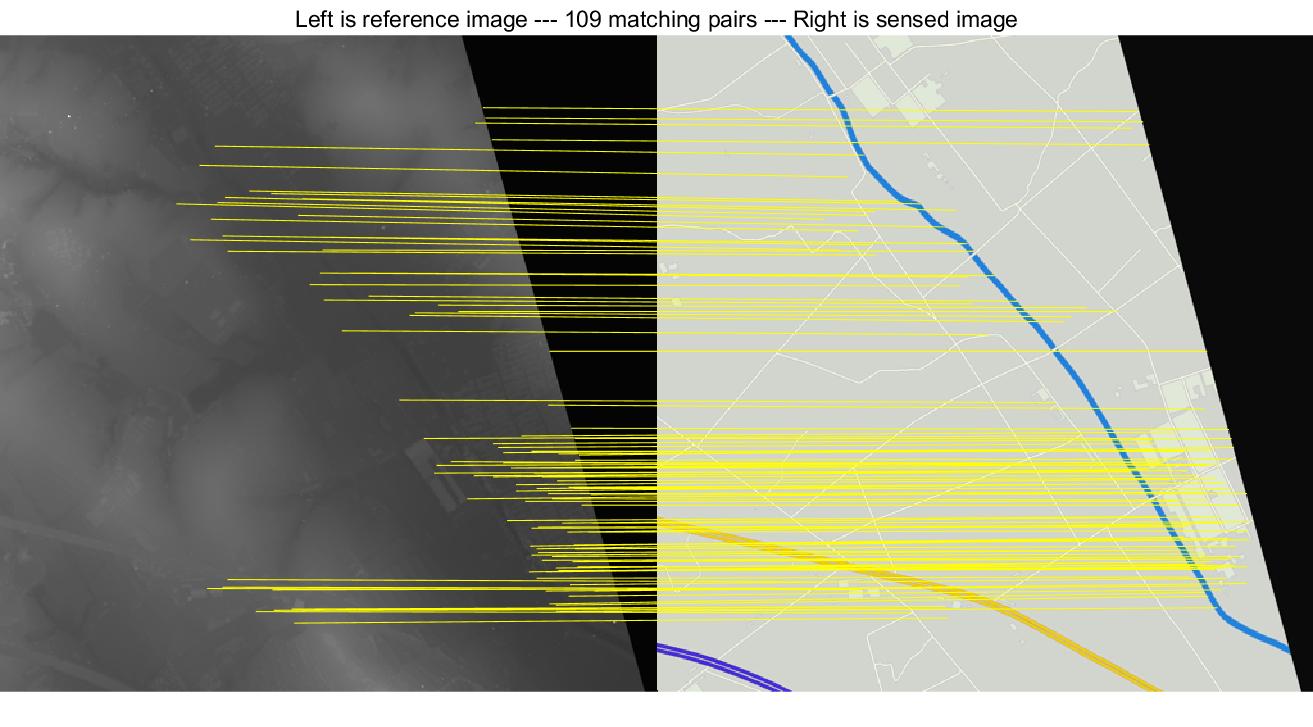 Left is reference image --- 109 matching pairs --- Right is sensed image